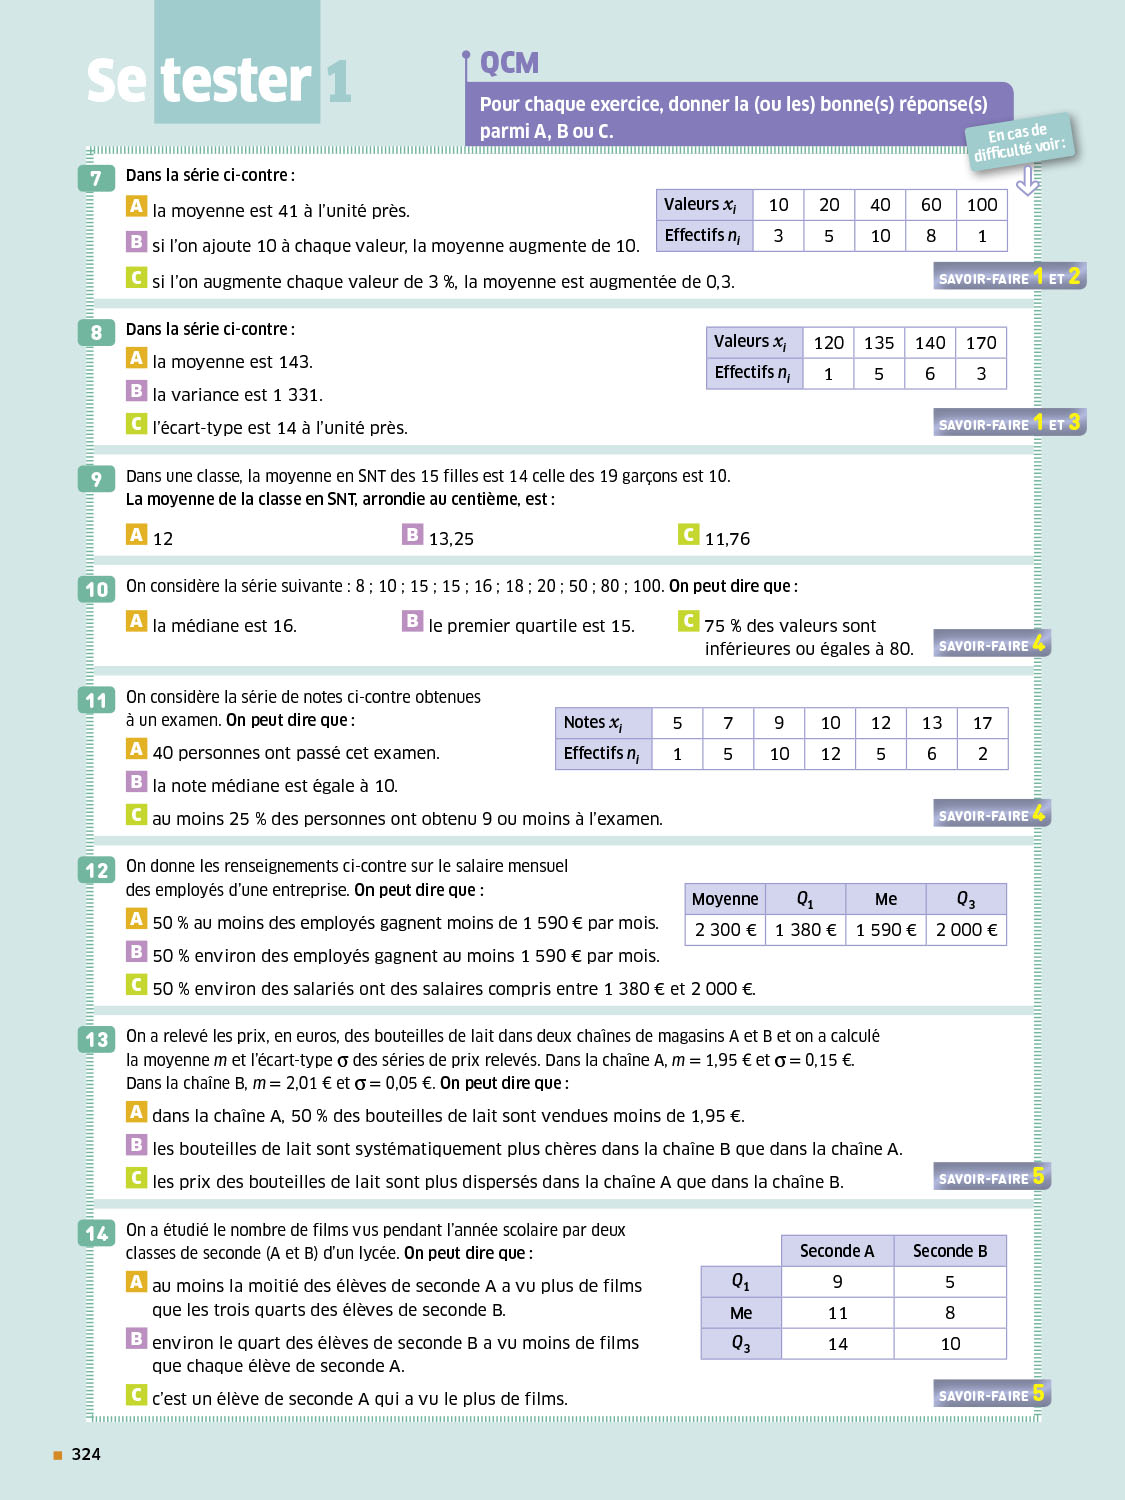 Se tester 1
QCM
Pour chaque exercice, donner la (ou les) bonne(s) réponse(s)
parmi A, B ou C.
En cas de
difficulté voir :
7 Dans la série ci-contre :
A la moyenne est 41 à l'unité près.
B si l'on ajoute 10 à chaque valeur, la moyenne augmente de 10.
C si l'on augmente chaque valeur de 3 %, la moyenne est augmentée de 0,3.
Valeurs xi 10 20 40 60 100
Effectifs ni 3 5 10 8 1
SAVOIR-FAIRE 1 ET 2
8 Dans la série ci-contre :
A la moyenne est 143.
B la variance est 1 331.
C l'écart-type est 14 à l'unité près.
Valeurs xi 120 135 140 170
Effectifs ni 1 5 6 3
SAVOIR-FAIRE 1 ET 3
9 Dans une classe, la moyenne en SNT des 15 filles est 14 celle des 19 garçons est 10.
La moyenne de la classe en SNT, arrondie au centième, est :
A 12 B 13,25 C 11,76
10 On considère la série suivante : 8 ; 10 ; 15 ; 15 ; 16 ; 18 ; 20 ; 50 ; 80 ; 100. On peut dire que :
A la médiane est 16. B le premier quartile est 15. C 75 % des valeurs sont
inférieures ou égales à 80.
SAVOIR-FAIRE 4
11 On considère la série de notes ci-contre obtenues
à un examen. On peut dire que :
A 40 personnes ont passé cet examen.
B la note médiane est égale à 10.
C au moins 25 % des personnes ont obtenu 9 ou moins à l'examen.
Notes xi 5 7 9 10 12 13 17
Effectifs ni 1 5 10 12 5 6 2
SAVOIR-FAIRE 4
12 On donne les renseignements ci-contre sur le salaire mensuel
des employés d'une entreprise. On peut dire que :
A 50 % au moins des employés gagnent moins de 1 590 € par mois.
B 50 % environ des employés gagnent au moins 1 590 € par mois.
C 50 % environ des salariés ont des salaires compris entre 1 380 € et 2 000 €.
Moyenne Q1 Me Q3
2 300 € 1 380 € 1 590 € 2 000 €
13 On a relevé les prix, en euros, des bouteilles de lait dans deux chaînes de magasins A et B et on a calculé
la moyenne m et l'écart-type σ des séries de prix relevés. Dans la chaîne A, m = 1,95 € et σ = 0,15 €.
Dans la chaîne B, m = 2,01 € et σ = 0,05 €. On peut dire que :
A dans la chaîne A, 50 % des bouteilles de lait sont vendues moins de 1,95 €.
B les bouteilles de lait sont systématiquement plus chères dans la chaîne B que dans la chaîne A.
C les prix des bouteilles de lait sont plus dispersés dans la chaîne A que dans la chaîne B.
SAVOIR-FAIRE 5
14 On a étudié le nombre de films vus pendant l'année scolaire par deux
classes de seconde (A et B) d'un lycée. On peut dire que :
A au moins la moitié des élèves de seconde A a vu plus de films
que les trois quarts des élèves de seconde B.
B environ le quart des élèves de seconde B a vu moins de films
que chaque élève de seconde A.
C c'est un élève de seconde A qui a vu le plus de films.
Seconde A Seconde B
Q1 9 5
Me 11 8
Q3 14 10
SAVOIR-FAIRE 5
324